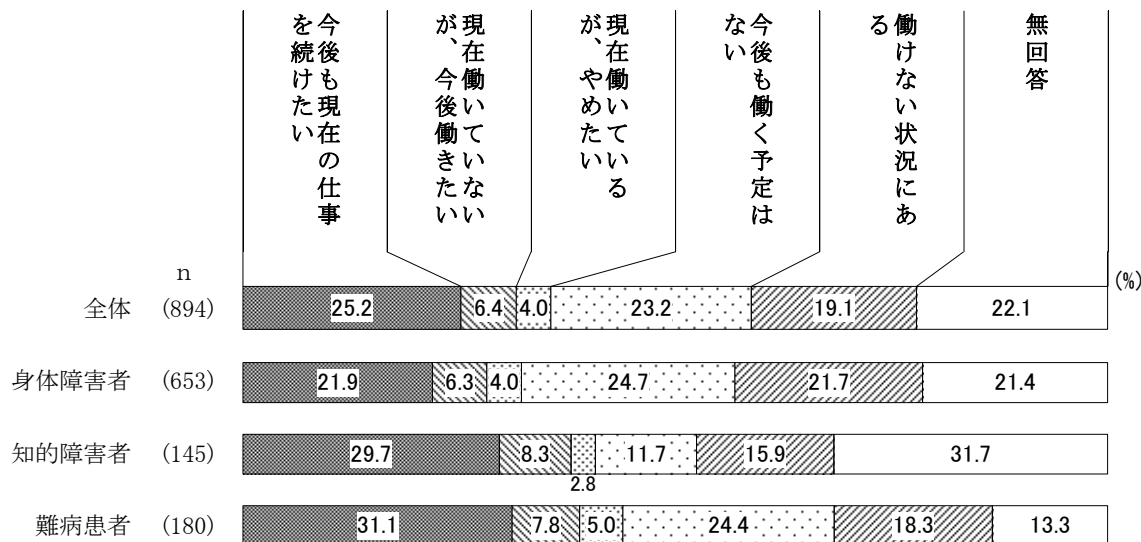 今後も現在の仕事
を続けたい
現在働いていない
が、今後働きたい
現在働いている
が、やめたい
今後も働く予定は
ない
働けない状況にあ
る
無回答
n
(%)
全体 (894) 25.2 6.4 4.0 23.2 19.1 22.1
身体障害者 (653) 21.9 6.3 4.0 24.7 21.7 21.4
知的障害者 (145) 29.7 8.3 2.8 11.7 15.9 31.7
難病患者 (180) 31.1 7.8 5.0 24.4 18.3 13.3